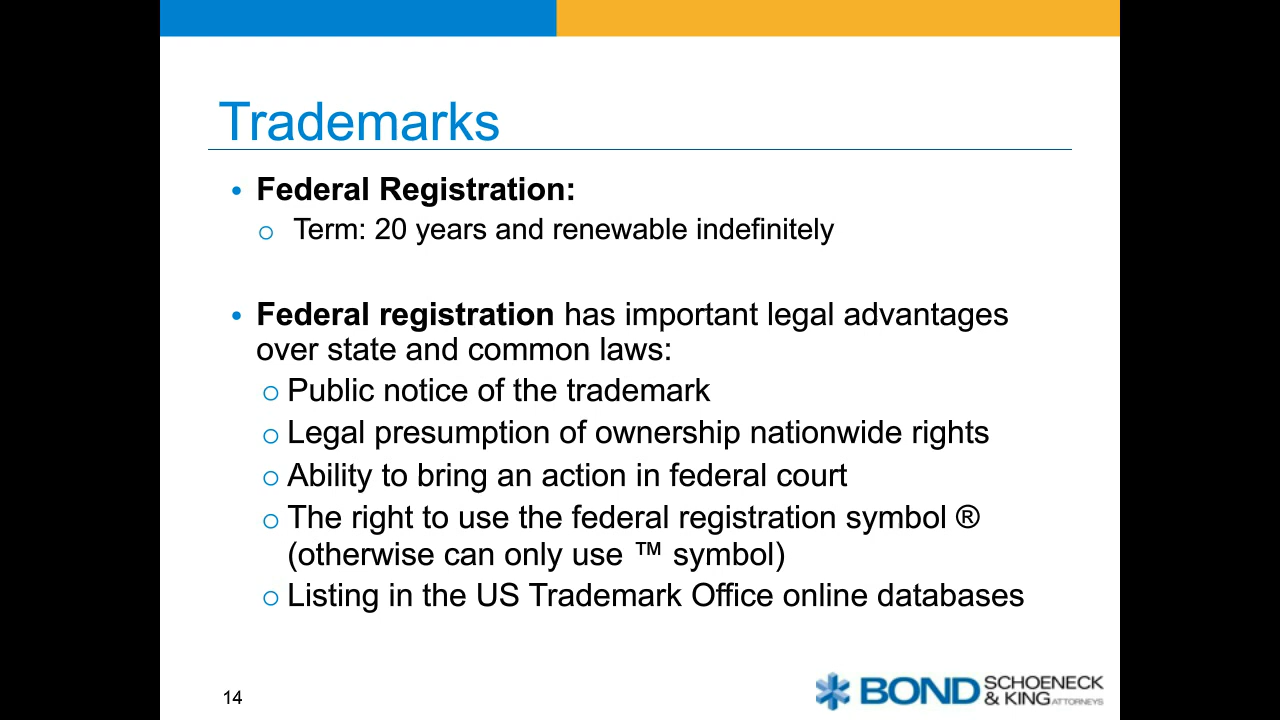 Trademarks
• Federal Registration:
o Term: 20 years and renewable indefinitely
• Federal registration has important legal advantages
over state and common laws:
o Public notice of the trademark
o Legal presumption of ownership nationwide rights
o Ability to bring an action in federal court
o The right to use the federal registration symbol ®
(otherwise can only use ™ symbol)
o Listing in the US Trademark Office online databases
14
BOND SCHOENECK
& KING ATTORNEYS